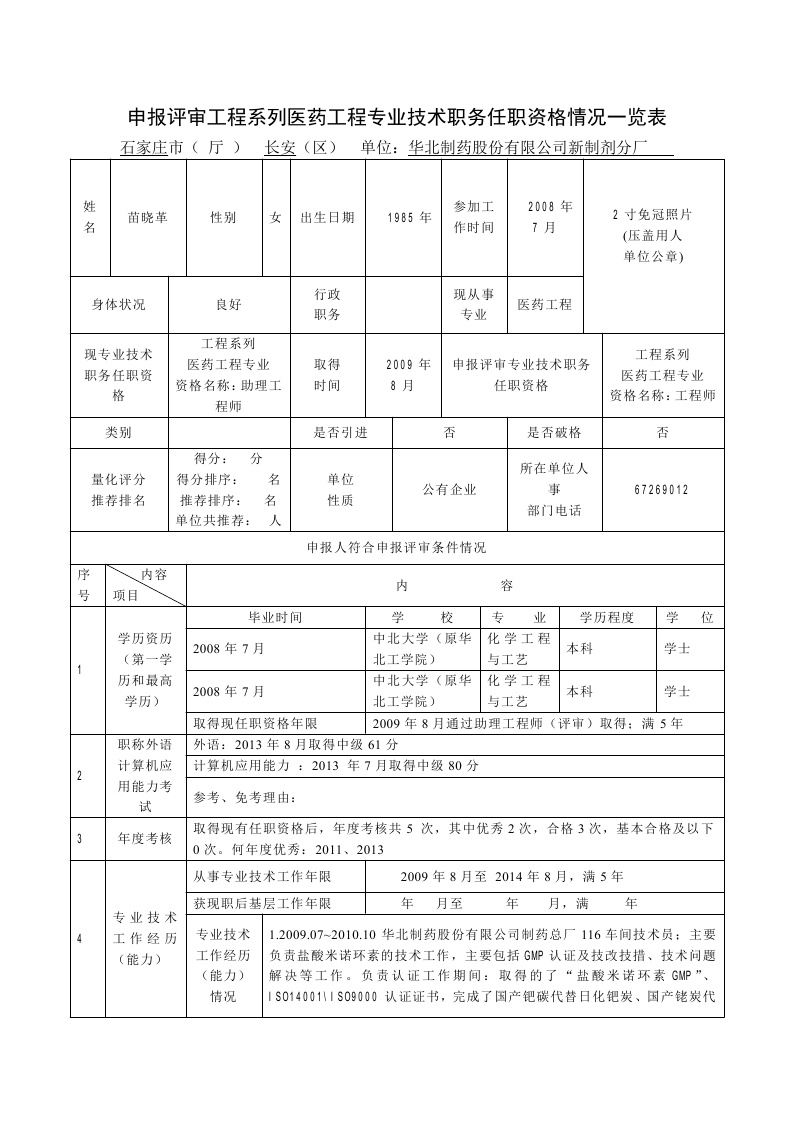 申报评审工程系列医药工程专业技术职务任职资格情况一览表
石家庄市（ 厅 ） 长安（区） 单位：华北制药股份有限公司新制剂分厂
姓
名
苗晓革
性别
女
出生日期
1985 年
参加工
作时间
2008 年
7 月
2 寸免冠照片
(压盖用人
单位公章)
身体状况
良好
行政
职务
现从事
专业
医药工程
现专业技术
职务任职资
格
工程系列
医药工程专业
资格名称：助理工
程师
取得
时间
2009 年
8 月
申报评审专业技术职务
任职资格
工程系列
医药工程专业
资格名称：工程师
类别
是否引进
否
是否破格
否
量化评分
推荐排名
得分： 分
得分排序： 名
推荐排序： 名
单位共推荐： 人
单位
性质
公有企业
所在单位人
事
部门电话
67269012
申报人符合申报评审条件情况
序
号
内容
项目
内 容
1
学历资历
（第一学
历和最高
学历）
毕业时间
学 校
专 业
学历程度
学 位
2008 年 7 月
中北大学（原华
北工学院）
化学工程
与工艺
本科
学士
2008 年 7 月
中北大学（原华
北工学院）
化学工程
与工艺
本科
学士
取得现任职资格年限
2009 年 8 月通过助理工程师（评审）取得；满 5 年
2
职称外语
计算机应
用能力考
试
外语：2013 年 8 月取得中级 61 分
计算机应用能力 ：2013 年 7 月取得中级 80 分
参考、免考理由：
3
年度考核
取得现有任职资格后，年度考核共 5 次，其中优秀 2 次，合格 3 次，基本合格及以下
0 次。何年度优秀：2011、2013
4
专业技术
工作经历
（能力）
从事专业技术工作年限
2009 年 8 月至 2014 年 8 月，满 5 年
获现职后基层工作年限
年 月至 年 月，满 年
专业技术
工作经历
（能力）
情况
1.2009.07~2010.10 华北制药股份有限公司制药总厂 116 车间技术员；主要
负责盐酸米诺环素的技术工作，主要包括 GMP 认证及技改技措、技术问题
解决等工作。负责认证工作期间：取得的了“盐酸米诺环素 GMP”、
ISO14001\ISO9000 认证证书，完成了国产钯碳代替日化钯炭、国产铑炭代